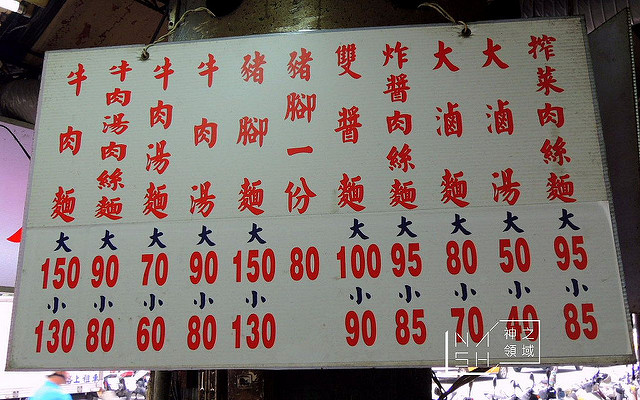 牛肉麵 大 150 小 130
牛肉湯肉絲麵 大 90 小 80
牛肉湯麵 大 70 小 60
牛肉湯 大 90 小 80
豬腳麵 大 150 小 130
豬腳一份 80
雙醬麵 大 100 小 90
炸醬肉絲麵 大 95 小 85
大滷麵 大 80 小 70
大滷湯 大 50 小 40
搾菜肉絲麵 大 95 小 85
NM
SH
神之
領域